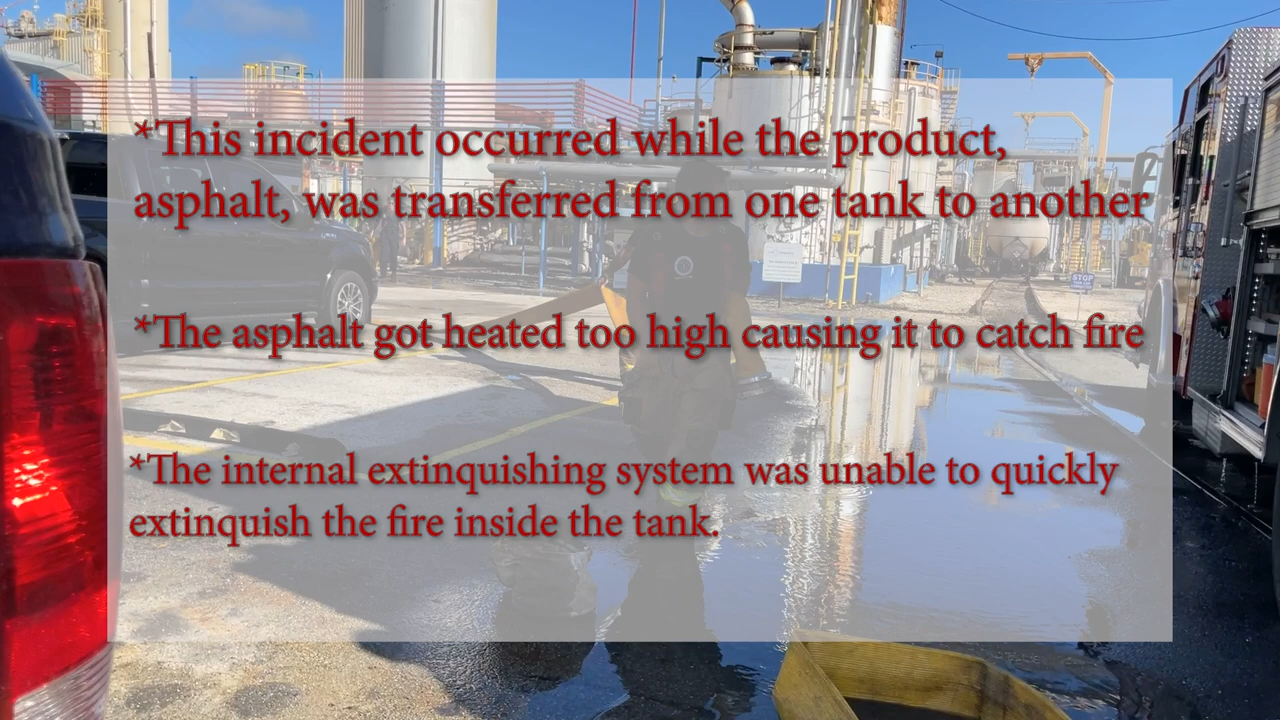 *This incident occurred while the product,
asphalt, was transferred from one tank to another
*The asphalt got heated too high causing it to catch fire
*The internal extinquishing system was unable to quickly
extinquish the fire inside the tank.
STOP